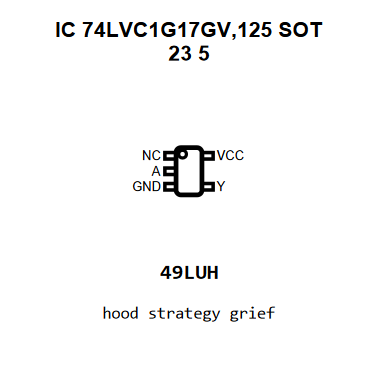 IC 74LVC1G17GV,125 SOT
23 5
NC VCC
A
GND Y
49LUH
hood strategy grief